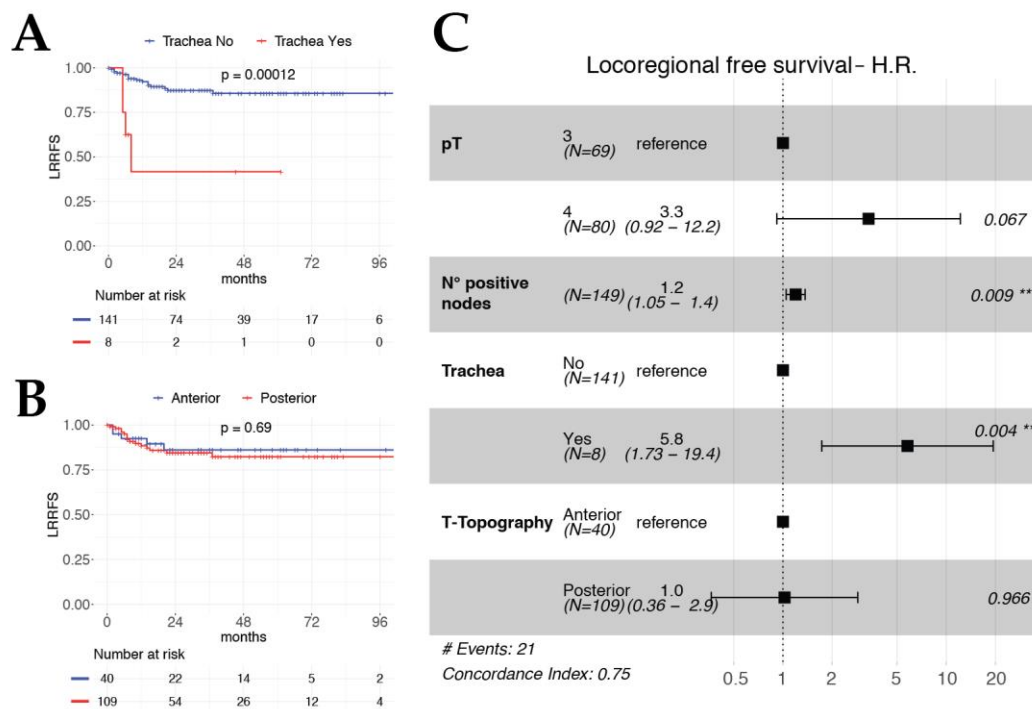 A
Trachea No Trachea Yes
p = 0.00012
1.00
0.75
0.50
0.25
0.00
LRRFS
0 24 48 72 96
months
Number at risk
141 74 39 17 6
8 2 1 0 0
B
Anterior Posterior
p = 0.69
1.00
0.75
0.50
0.25
0.00
LRRFS
0 24 48 72 96
months
Number at risk
40 22 14 5 2
109 54 26 12 4
C
Locoregional free survival– H.R.
pT 3 (N=69) reference
4 (N=80) 3.3 (0.92 – 12.2) 0.067
N° positive nodes (N=149) 1.2 (1.05 – 1.4) 0.009 **
Trachea No (N=141) reference
Yes (N=8) 5.8 (1.73 – 19.4) 0.004 **
T-Topography Anterior (N=40) reference
Posterior (N=109) 1.0 (0.36 – 2.9) 0.966
# Events: 21
Concordance Index: 0.75
0.5 1 2 5 10 20